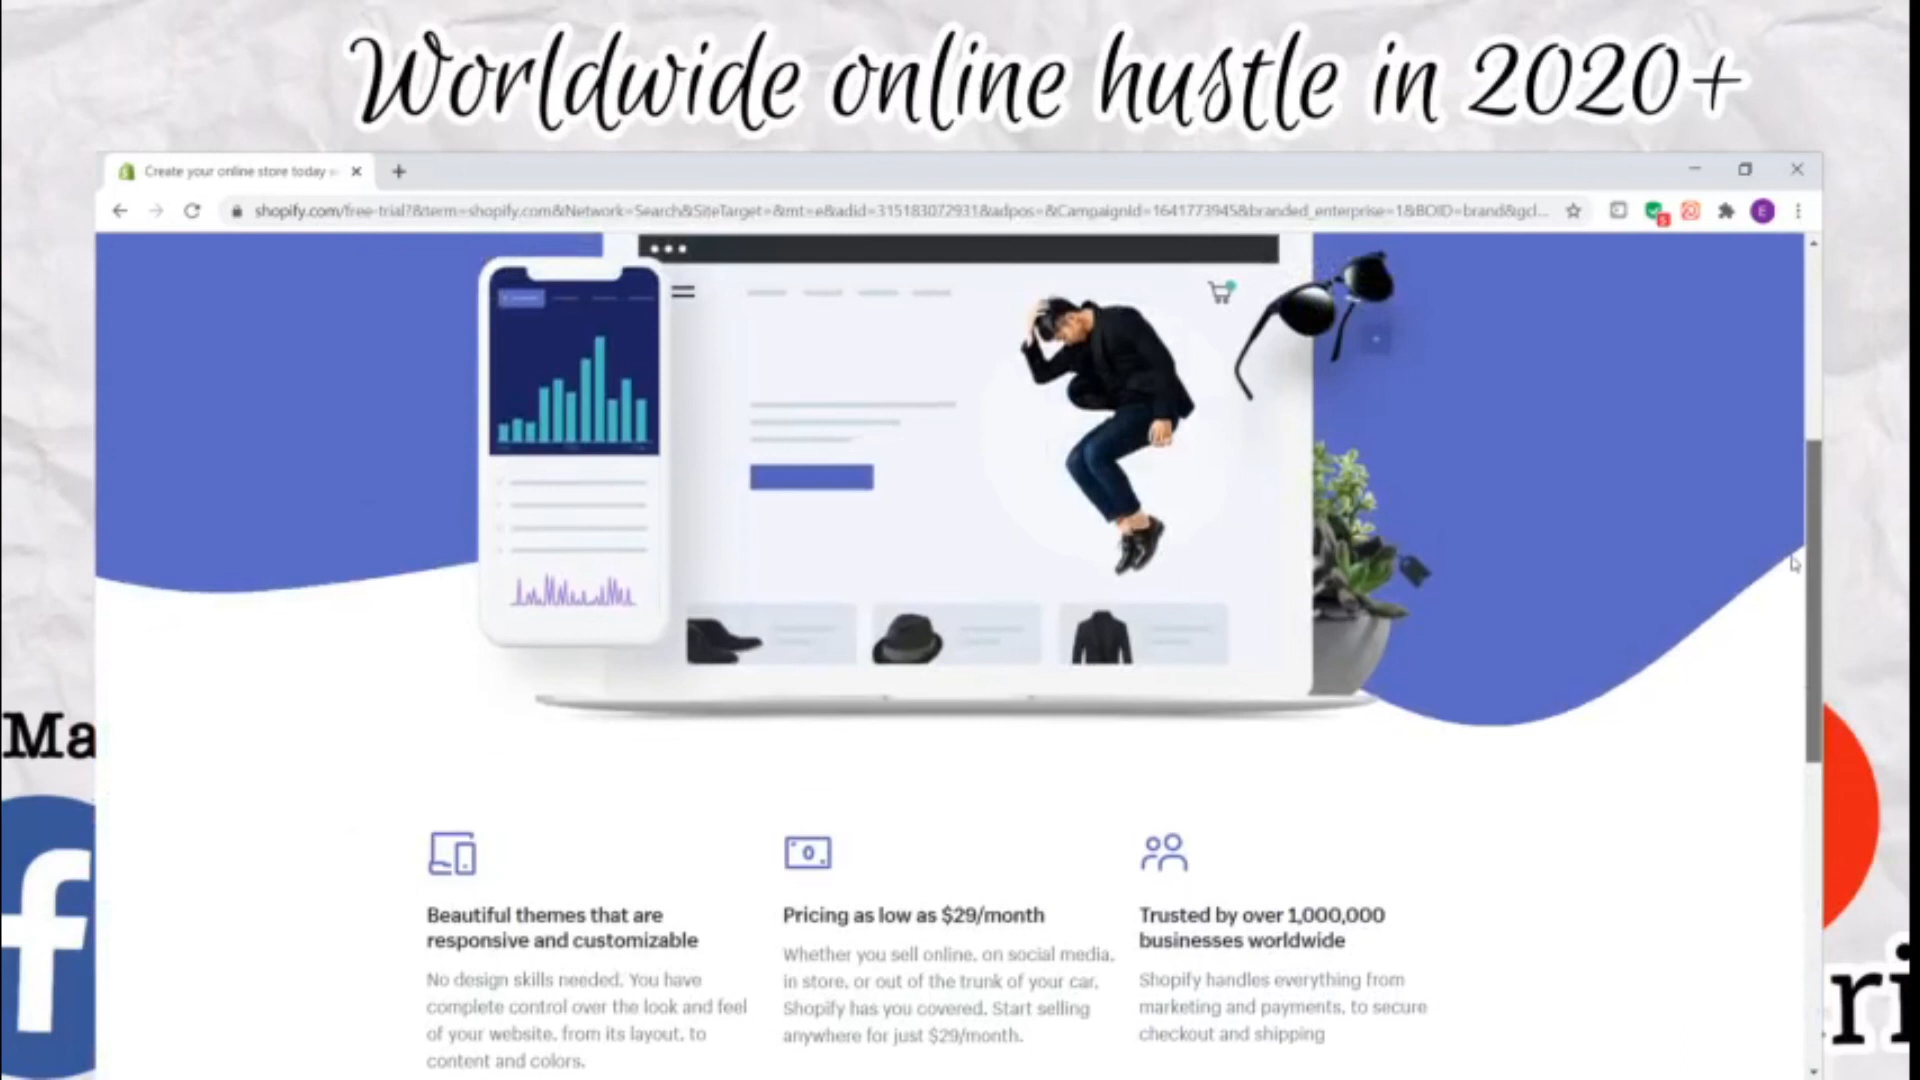 Worldwide online hustle in 2020+
Create your online store today
shopify.com/free-trial?&term=shopify.com&Network=Search&SiteTarget=&mt=e&adid=315183072931&adpos=&CampaignId=1641773945&branded_enterprise=1&BOID=brand&gcl...
E
Ma
Beautiful themes that are
responsive and customizable
No design skills needed. You have
complete control over the look and feel
of your website, from its layout, to
content and colors.
Pricing as low as $29/month
Whether you sell online, on social media,
in store, or out of the trunk of your car,
Shopify has you covered. Start selling
anywhere for just $29/month.
Trusted by over 1,000,000
businesses worldwide
Shopify handles everything from
marketing and payments, to secure
checkout and shipping
f
ri